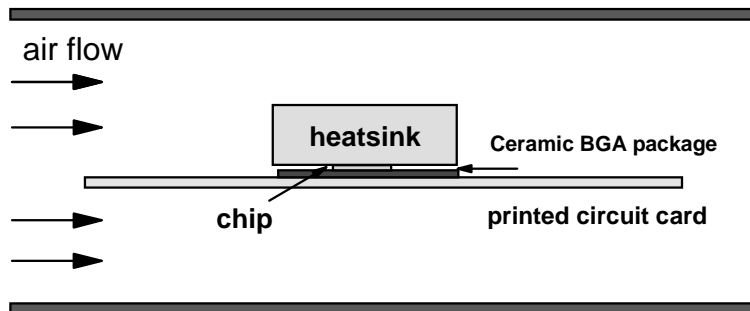 air flow
heatsink
Ceramic BGA package
chip
printed circuit card